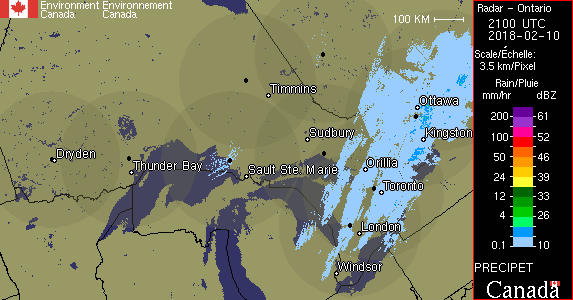 Environment Environnement
Canada Canada
100 KM
Timmins
Ottawa
Sudbury
Kingston
Dryden
Thunder Bay
Sault Ste. Marie
Orillia
Toronto
London
Windsor
Radar - Ontario
2100 UTC
2018-02-10
Scale/Échelle:
3.5 km/Pixel
Rain/Pluie
mm/hr dBZ
200 61
100 52
50 46
24 39
12 33
4 26
0.1 10
PRECIPET
Canada